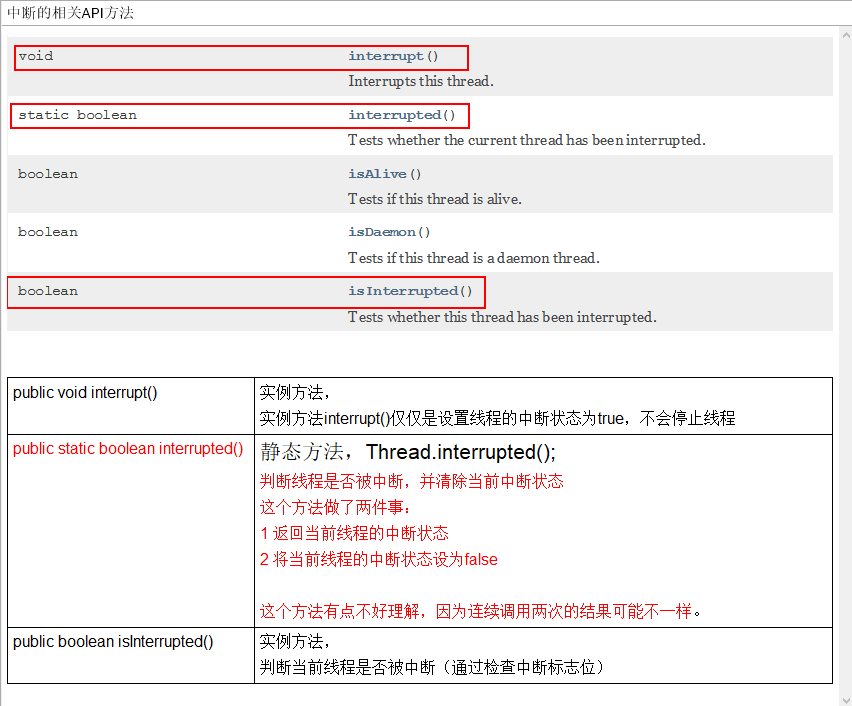 中断的相关API方法
void interrupt()
Interrupts this thread.
static boolean interrupted()
Tests whether the current thread has been interrupted.
boolean isAlive()
Tests if this thread is alive.
boolean isDaemon()
Tests if this thread is a daemon thread.
boolean isInterrupted()
Tests whether this thread has been interrupted.
public void interrupt() 实例方法，
实例方法interrupt()仅仅是设置线程的中断状态为true，不会停止线程
public static boolean interrupted() 静态方法，Thread.interrupted();
判断线程是否被中断，并清除当前中断状态
这个方法做了两件事：
1 返回当前线程的中断状态
2 将当前线程的中断状态设为false
这个方法有点不好理解，因为连续调用两次的结果可能不一样。
public boolean isInterrupted() 实例方法，
判断当前线程是否被中断（通过检查中断标志位）